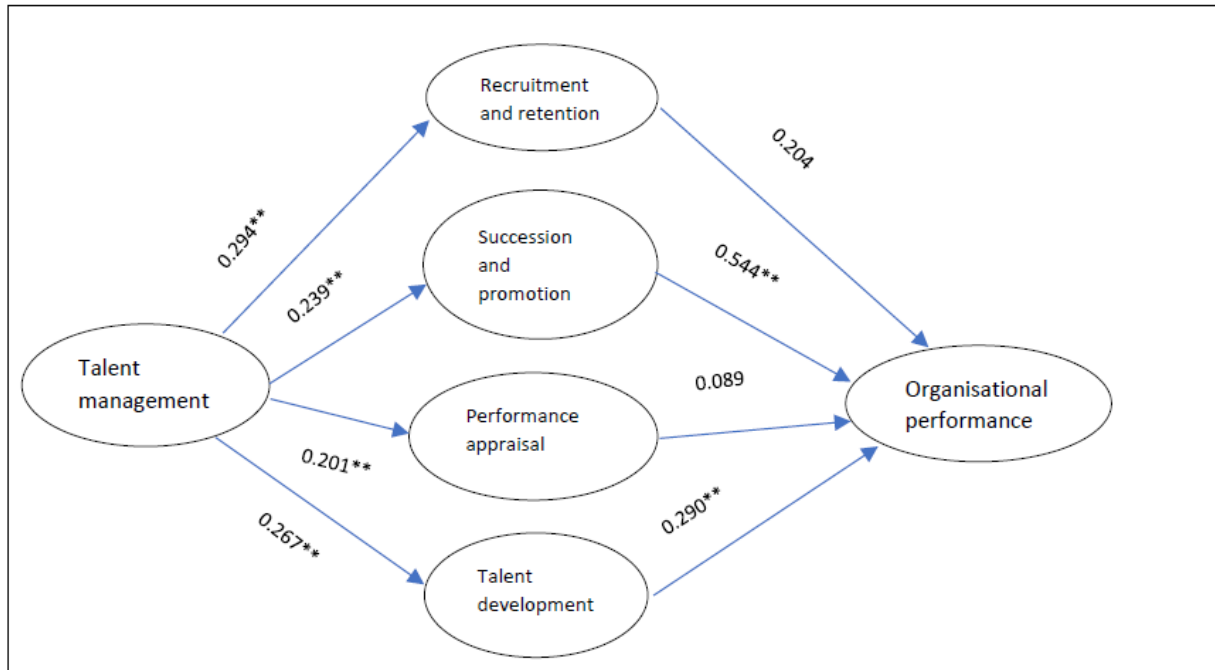 Recruitment
and retention
0.204
0.294**
Succession
and
promotion
0.544**
0.239**
Talent
management
Performance
appraisal
0.089
Organisational
performance
0.201**
0.267**
Talent
development
0.290**